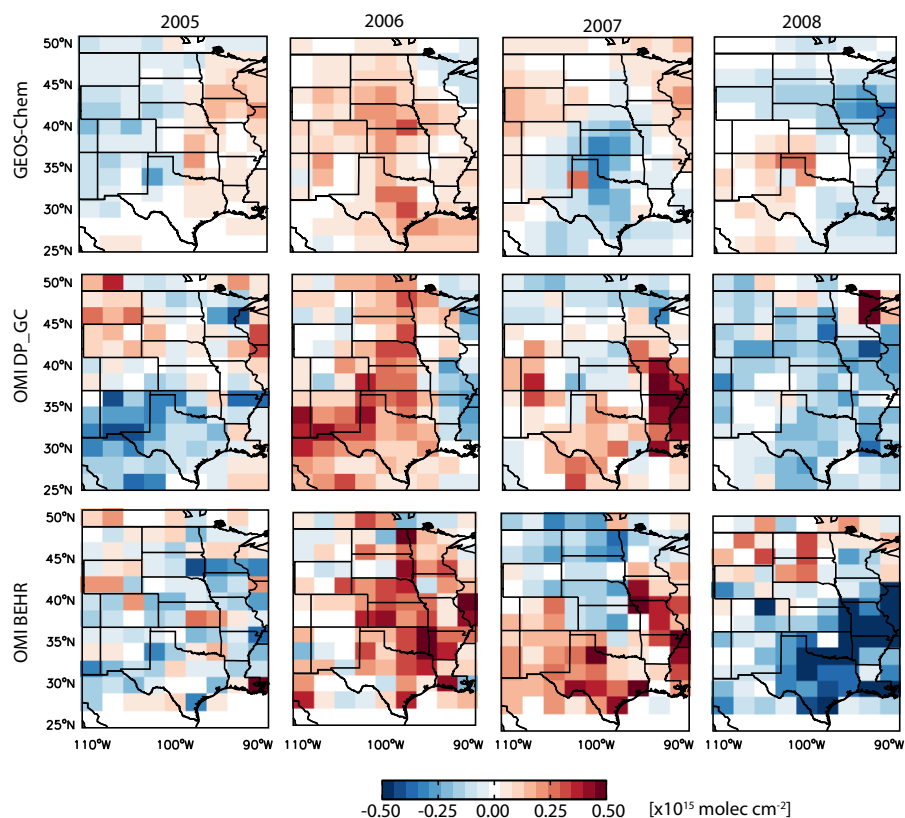 2005 2006 2007 2008
GEOS-Chem
50°N
45°N
40°N
35°N
30°N
25°N
OMI DP_GC
50°N
45°N
40°N
35°N
30°N
25°N
OMI BEHR
50°N
45°N
40°N
35°N
30°N
25°N
110°W 100°W 90°W 110°W 100°W 90°W 110°W 100°W 90°W 110°W 100°W 90°W
-0.50 -0.25 0.00 0.25 0.50 [x10¹⁵ molec cm⁻²]